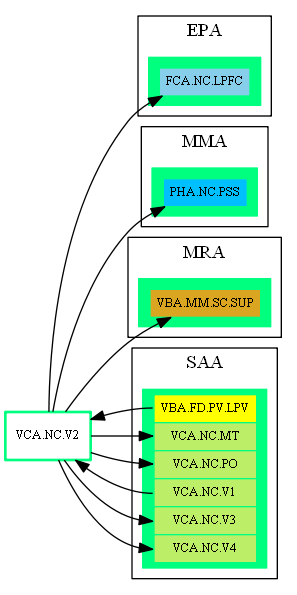 EPA
FCA.NC.LPFC
MMA
PHA.NC.PSS
MRA
VBA.MM.SC.SUP
SAA
VBA.FD.PV.LPV
VCA.NC.V2
VCA.NC.MT
VCA.NC.PO
VCA.NC.V1
VCA.NC.V3
VCA.NC.V4